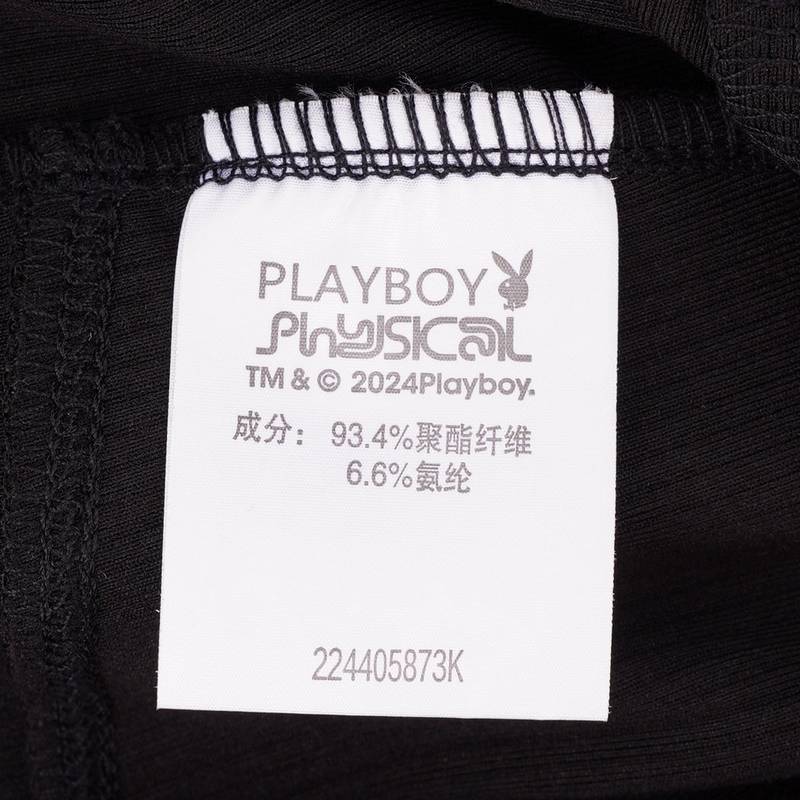 PLAYBOY
Physical
TM & © 2024Playboy.
成分：93.4%聚酯纤维
6.6%氨纶
224405873K